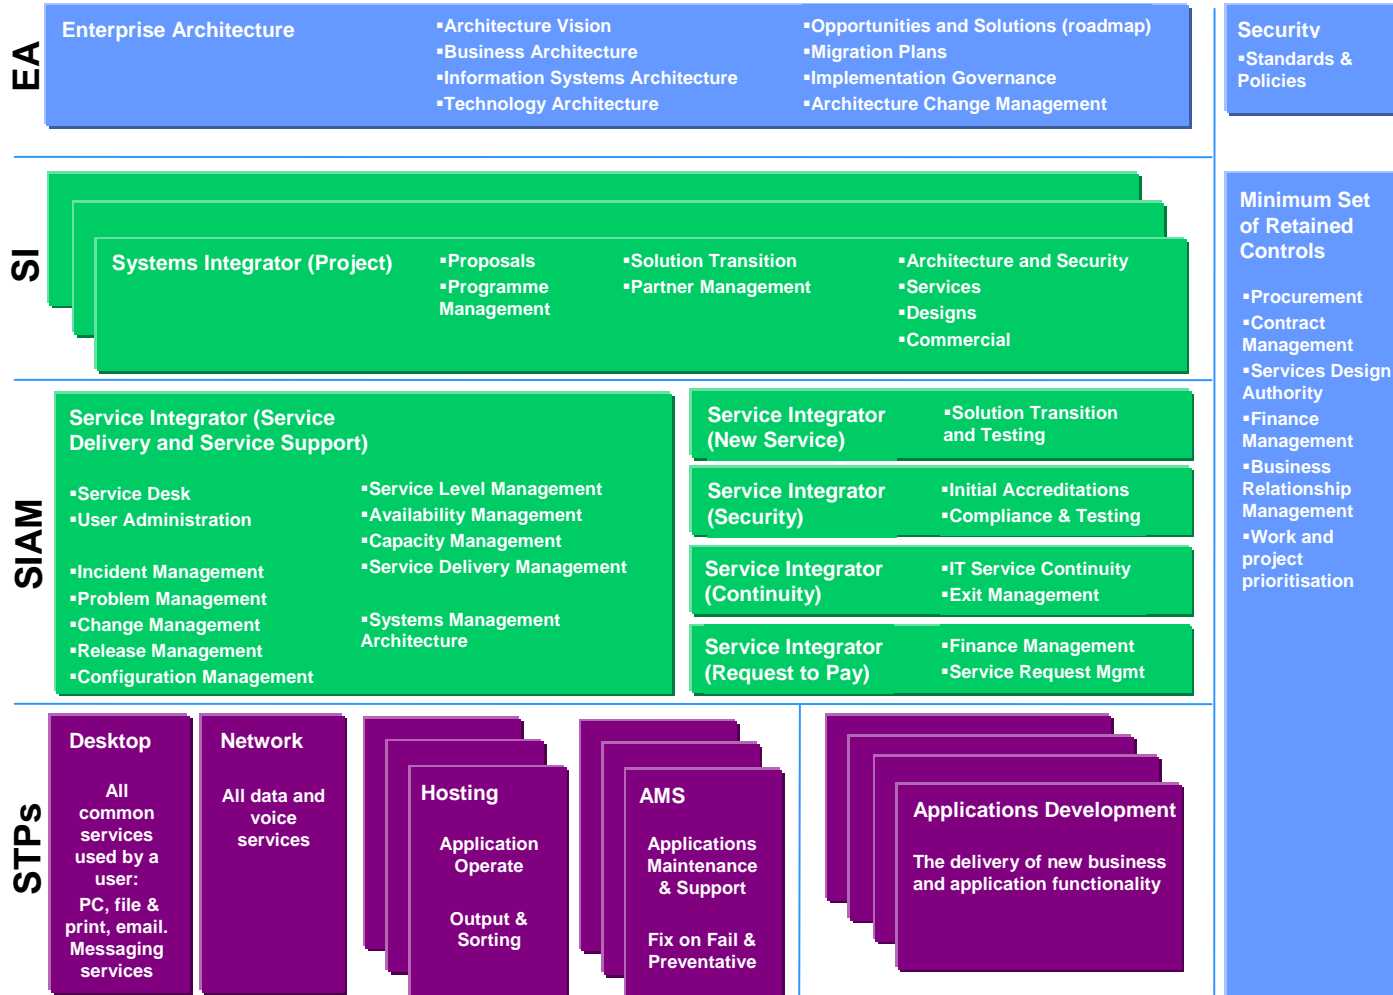 EA
Enterprise Architecture
▪Architecture Vision
▪Business Architecture
▪Information Systems Architecture
▪Technology Architecture
▪Opportunities and Solutions (roadmap)
▪Migration Plans
▪Implementation Governance
▪Architecture Change Management
Security
▪Standards &
Policies
SI
Systems Integrator (Project)
▪Proposals
▪Programme
Management
▪Solution Transition
▪Partner Management
▪Architecture and Security
▪Services
▪Designs
▪Commercial
Minimum Set
of Retained
Controls
▪Procurement
▪Contract
Management
▪Services Design
Authority
▪Finance
Management
▪Business
Relationship
Management
▪Work and
project
prioritisation
SIAM
Service Integrator (Service
Delivery and Service Support)
▪Service Desk
▪User Administration
▪Incident Management
▪Problem Management
▪Change Management
▪Release Management
▪Configuration Management
▪Service Level Management
▪Availability Management
▪Capacity Management
▪Service Delivery Management
▪Systems Management
Architecture
Service Integrator
(New Service)
▪Solution Transition
and Testing
Service Integrator
(Security)
▪Initial Accreditations
▪Compliance & Testing
Service Integrator
(Continuity)
▪IT Service Continuity
▪Exit Management
Service Integrator
(Request to Pay)
▪Finance Management
▪Service Request Mgmt
STPs
Desktop
All
common
services
used by a
user:
PC, file &
print, email.
Messaging
services
Network
All data and
voice
services
Hosting
Application
Operate
Output &
Sorting
AMS
Applications
Maintenance
& Support
Fix on Fail &
Preventative
Applications Development
The delivery of new business
and application functionality